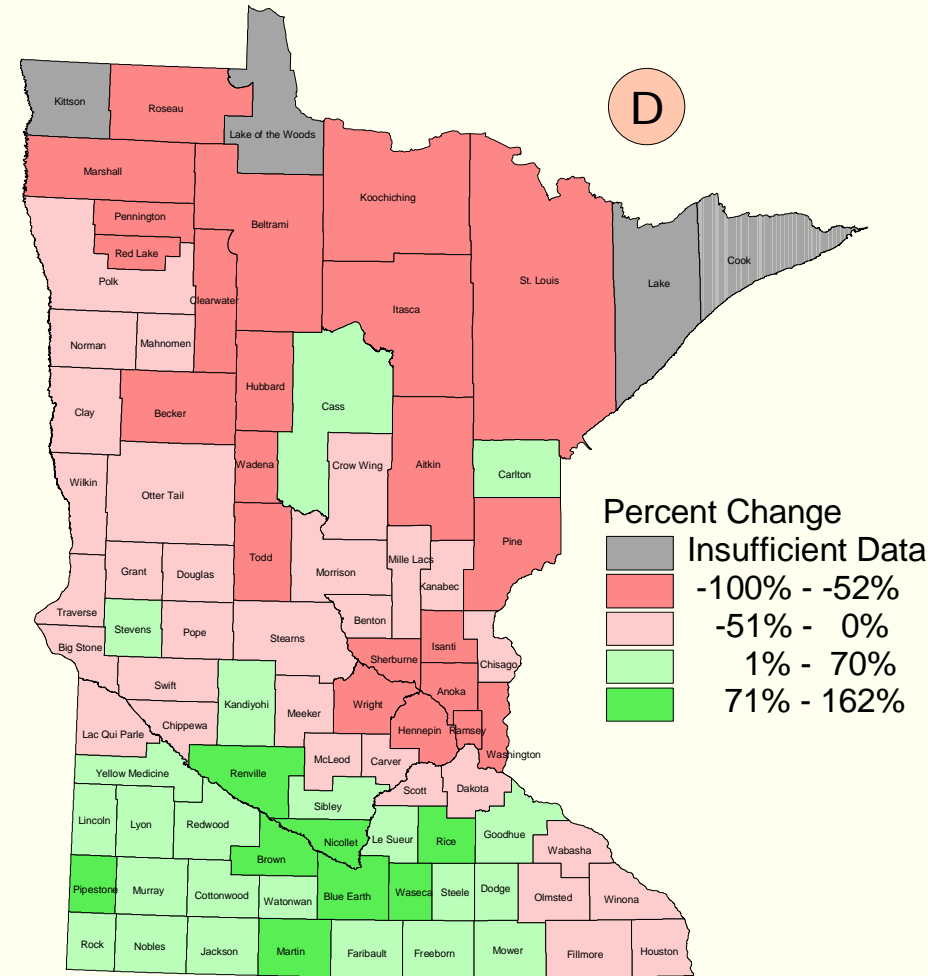 D
Kittson
Roseau
Lake of the Woods
Marshall
Koochiching
Pennington
Beltrami
Red Lake
Polk
Clearwater
St. Louis
Lake
Cook
Itasca
Norman
Mahnomen
Hubbard
Cass
Clay
Becker
Wadena
Crow Wing
Aitkin
Carlton
Wilkin
Otter Tail
Percent Change
Insufficient Data
-100% - -52%
-51% - 0%
1% - 70%
71% - 162%
Todd
Pine
Grant
Douglas
Morrison
Mille Lacs
Kanabec
Traverse
Stevens
Pope
Stearns
Benton
Big Stone
Isanti
Sherburne
Chisago
Swift
Anoka
Kandiyohi
Wright
Meeker
Chippewa
Lac Qui Parle
Hennepin
Ramsey
Washington
McLeod
Carver
Yellow Medicine
Renville
Scott
Dakota
Sibley
Lincoln
Lyon
Redwood
Nicollet
Le Sueur
Rice
Goodhue
Wabasha
Brown
Pipestone
Murray
Cottonwood
Watonwan
Blue Earth
Waseca
Steele
Dodge
Olmsted
Winona
Rock
Nobles
Jackson
Martin
Faribault
Freeborn
Mower
Fillmore
Houston